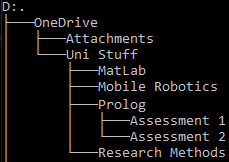 D:.
OneDrive
Attachments
Uni Stuff
MatLab
Mobile Robotics
Prolog
Assessment 1
Assessment 2
Research Methods